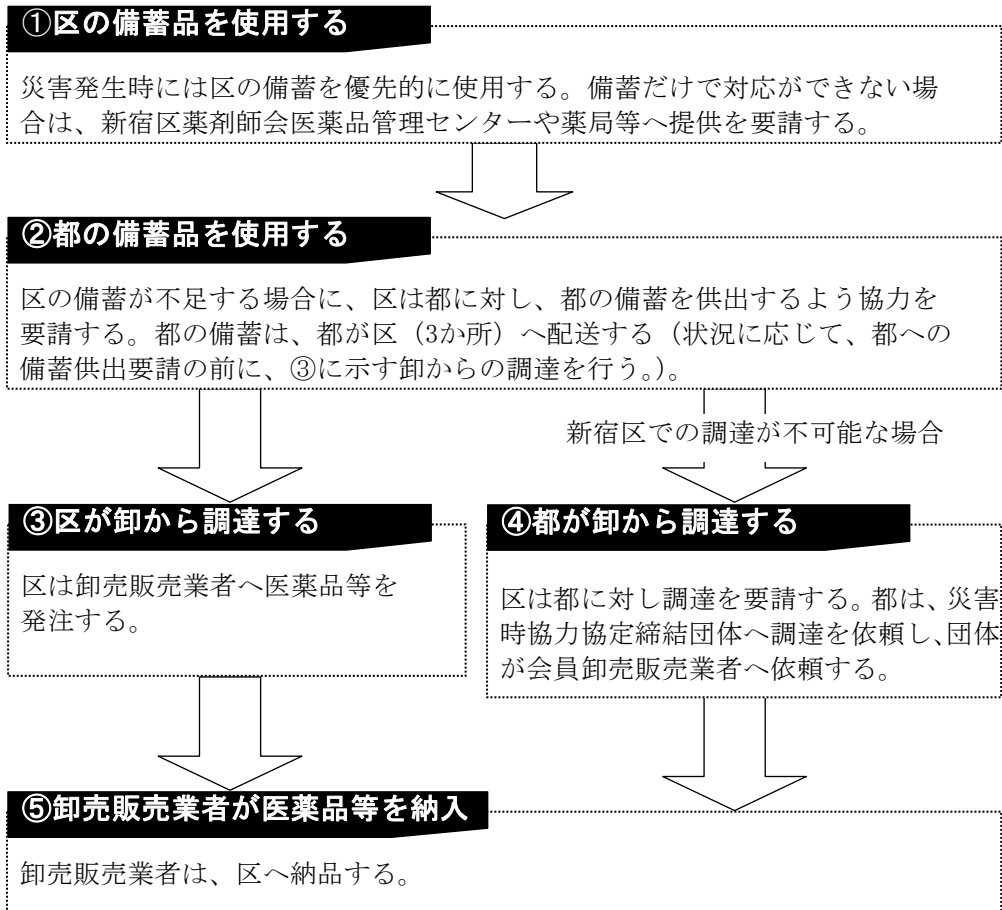 ①区の備蓄品を使用する
災害発生時には区の備蓄を優先的に使用する。備蓄だけで対応ができない場
合は、新宿区薬剤師会医薬品管理センターや薬局等へ提供を要請する。
②都の備蓄品を使用する
区の備蓄が不足する場合に、区は都に対し、都の備蓄を供出するよう協力を
要請する。都の備蓄は、都が区（3か所）へ配送する（状況に応じて、都への
備蓄供出要請の前に、③に示す卸からの調達を行う。）。
新宿区での調達が不可能な場合
③区が卸から調達する
区は卸売販売業者へ医薬品等を
発注する。
④都が卸から調達する
区は都に対し調達を要請する。都は、災害
時協力協定締結団体へ調達を依頼し、団体
が会員卸売販売業者へ依頼する。
⑤卸売販売業者が医薬品等を納入
卸売販売業者は、区へ納品する。